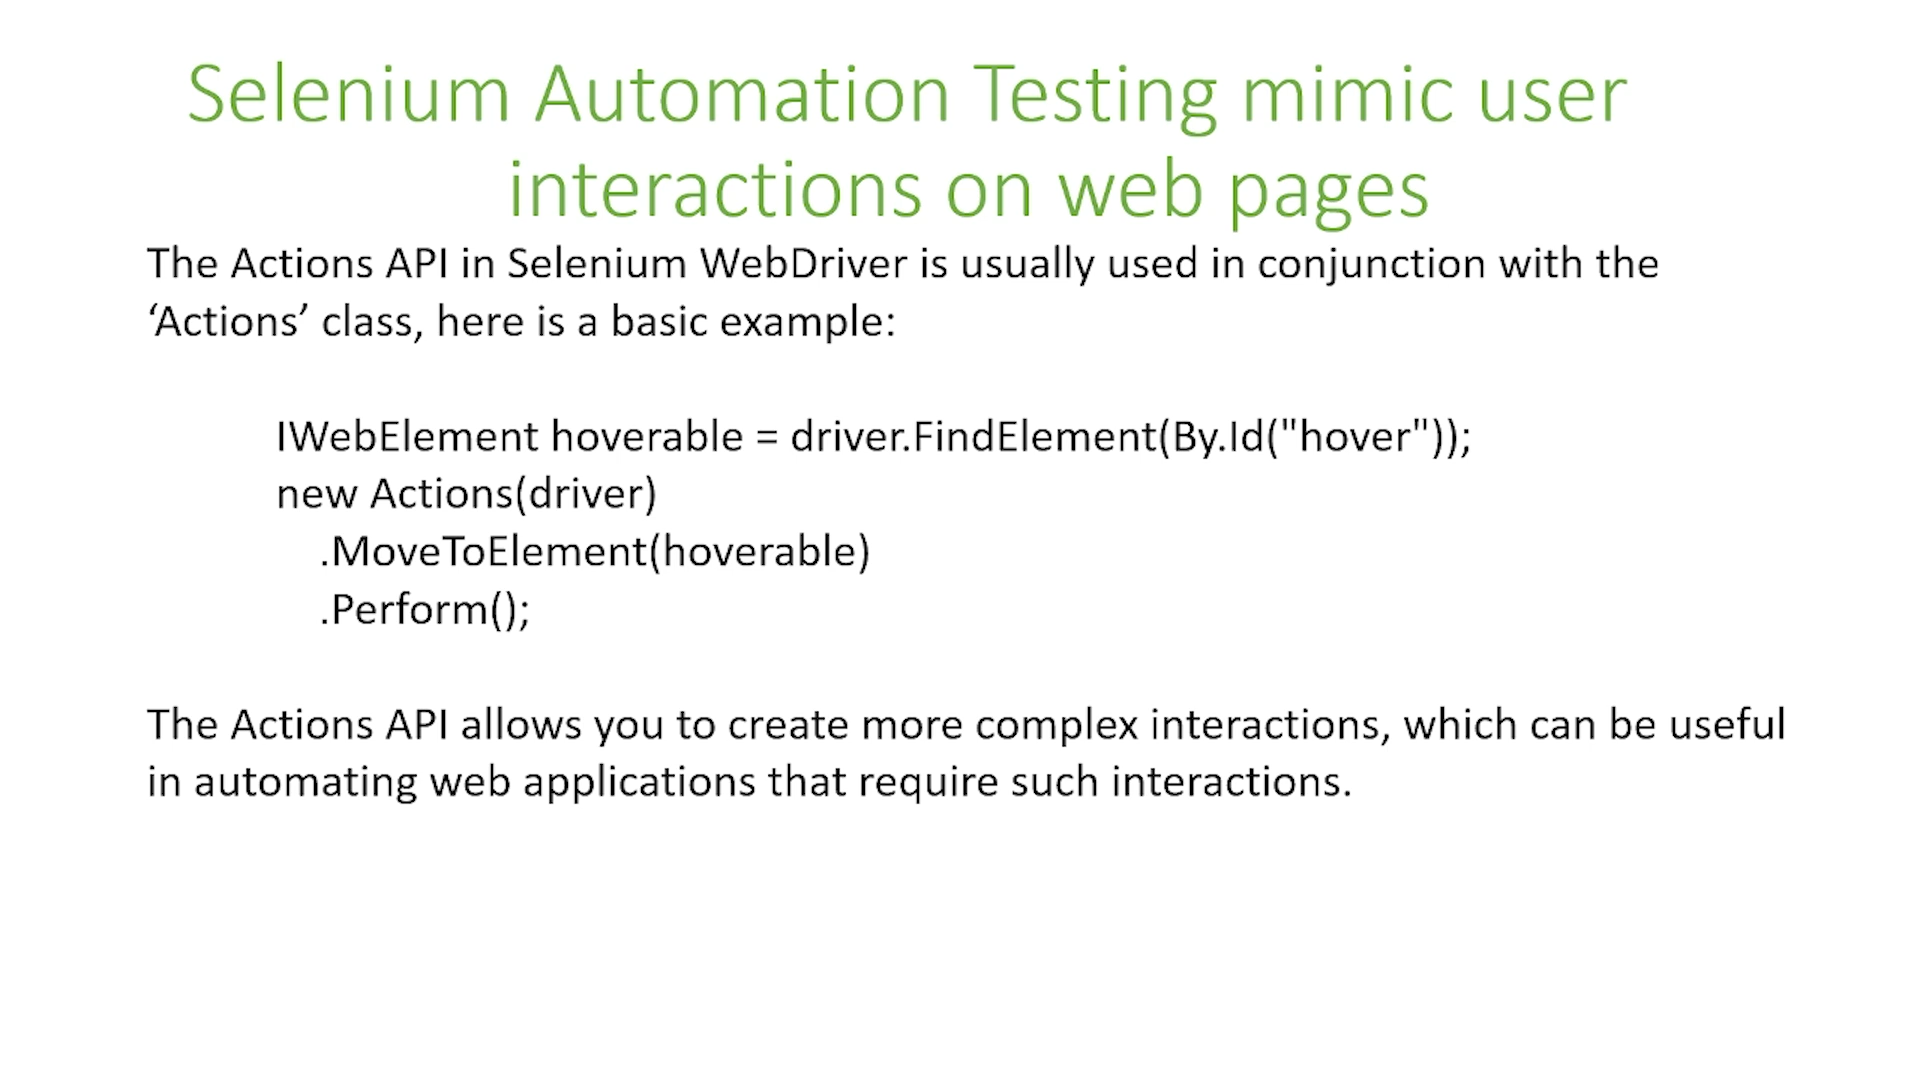 Selenium Automation Testing mimic user
interactions on web pages
The Actions API in Selenium WebDriver is usually used in conjunction with the
‘Actions’ class, here is a basic example:
IWebElement hoverable = driver.FindElement(By.Id("hover"));
new Actions(driver)
.MoveToElement(hoverable)
.Perform();
The Actions API allows you to create more complex interactions, which can be useful
in automating web applications that require such interactions.